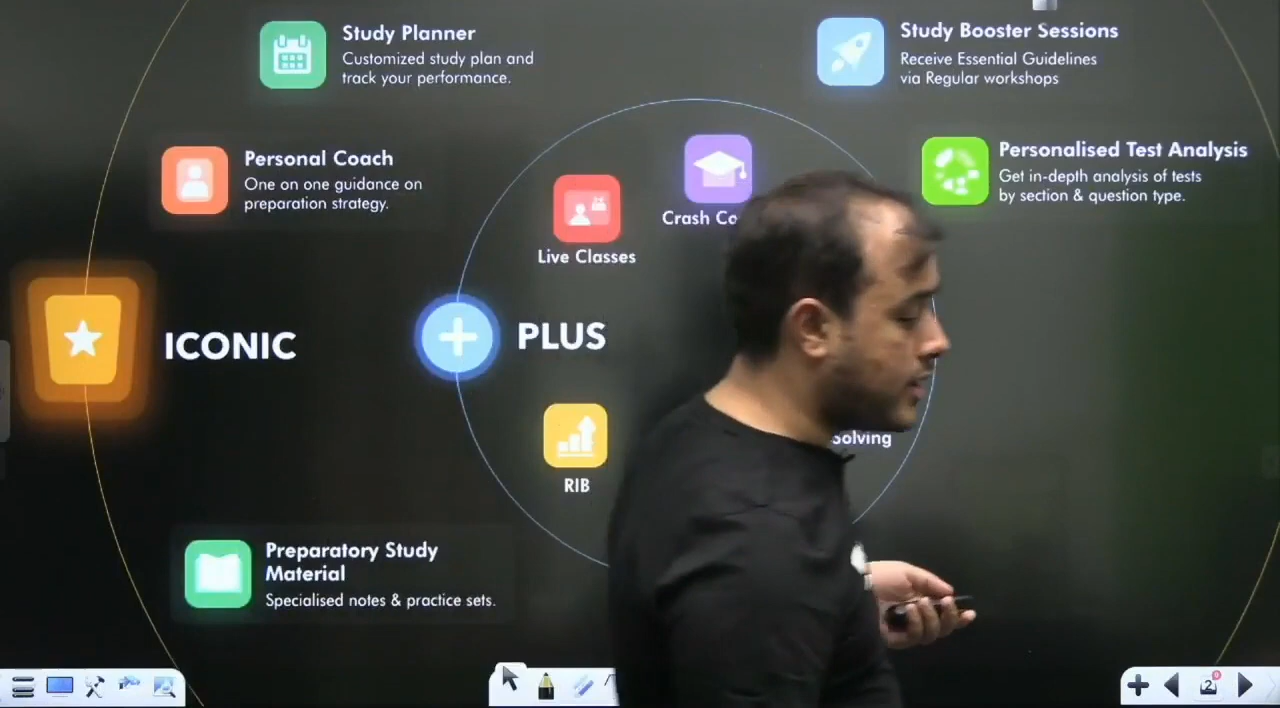 Study Planner
Customized study plan and
track your performance.
Study Booster Sessions
Receive Essential Guidelines
via Regular workshops
Personal Coach
One on one guidance on
preparation strategy.
Personalised Test Analysis
Get in-depth analysis of tests
by section & question type.
Crash
Live Classes
ICONIC
PLUS
Solving
RIB
Preparatory Study
Material
Specialised notes & practice sets.
2